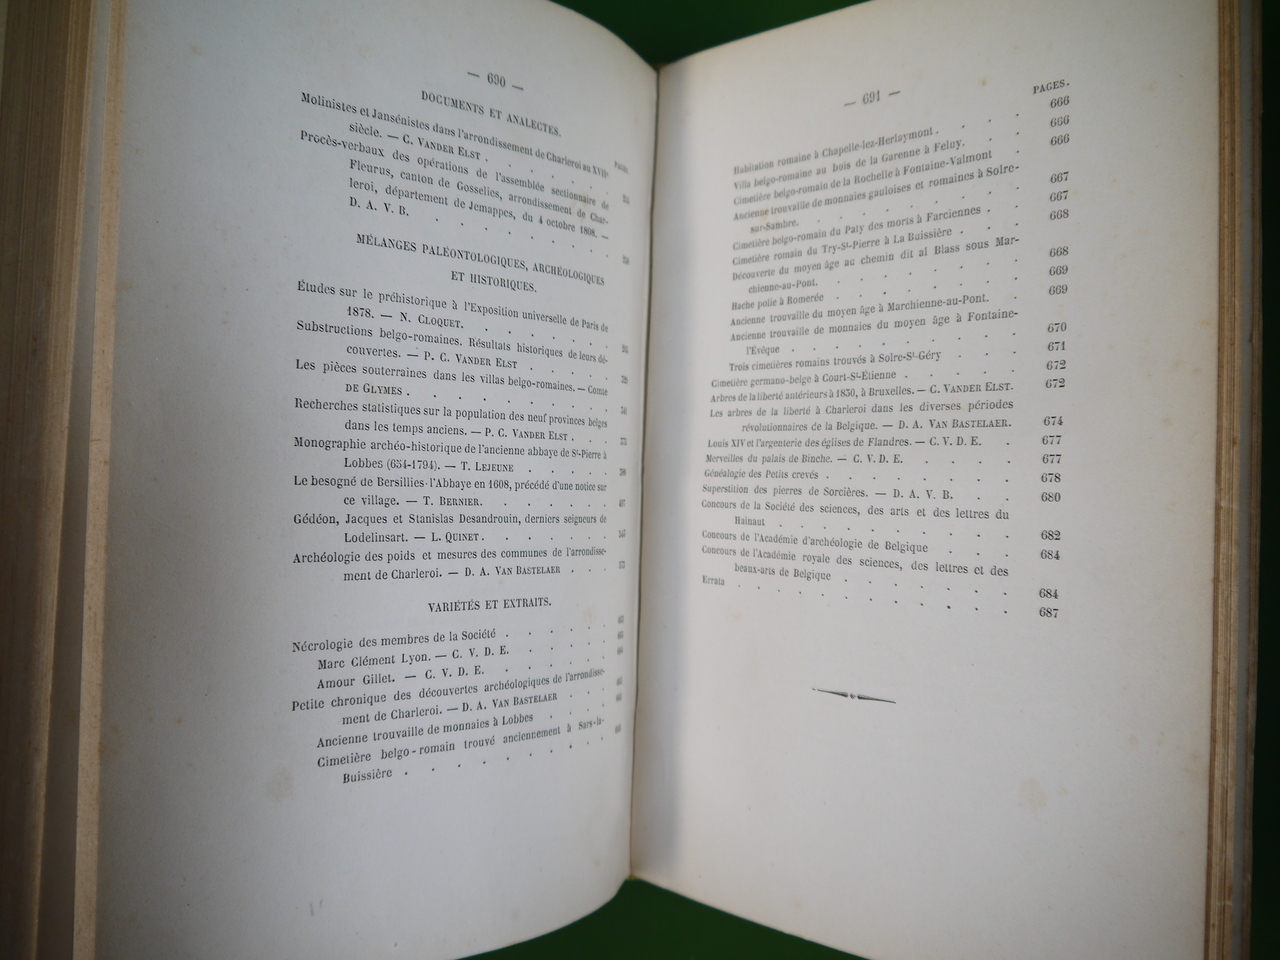 — 690 —
DOCUMENTS ET ANALECTES.
PAGES
Molinistes et Jansénistes dans l'arrondissement de Charleroi au XVIIe
siècle. — C. VANDER ELST . . . . . . .
Procès-verbaux des opérations de l'assemblée sectionnaire de
Fleurus, canton de Gosselies, arrondissement de Char-
leroi, département de Jemappes, du 4 octobre 1808. —
D. A. V. B. . . . . . . . .
MÉLANGES PALÉONTOLOGIQUES, ARCHÉOLOGIQUES
ET HISTORIQUES.
Études sur le préhistorique à l'Exposition universelle de Paris de
1878. — N. CLOQUET. . . . . . .
Substructions belgo-romaines. Résultats historiques de leurs dé-
couvertes. — P. C. VANDER ELST . . . .
Les pièces souterraines dans les villas belgo-romaines. — Comte
DE GLYMES . . . . . . . . .
Recherches statistiques sur la population des neuf provinces belges
dans les temps anciens. — P. C. VANDER ELST . . .
Monographie archéo-historique de l'ancienne abbaye de St-Pierre à
Lobbes (654-1794). — T. LEJEUNE . . . . .
Le besogné de Bersillies-l'Abbaye en 1608, précédé d'une notice sur
ce village. — T. BERNIER. . . . . . .
Gédéon, Jacques et Stanislas Desandrouin, derniers seigneurs de
Lodelinsart. — L. QUINET . . . . . . .
Archéologie des poids et mesures des communes de l'arrondisse-
ment de Charleroi. — D. A. VAN BASTELAER . . .
VARIÉTÉS ET EXTRAITS.
Nécrologie des membres de la Société . . . . . .
Marc Clément Lyon. — C. V. D. E. . . . . .
Amour Gillet. — C. V. D. E. . . . . . .
Petite chronique des découvertes archéologiques de l'arrondisse-
ment de Charleroi. — D. A. VAN BASTELAER . . .
Ancienne trouvaille de monnaies à Lobbes . . . .
Cimetière belgo-romain trouvé anciennement à Sars-la-
Buissière . . . . . . . . .
— 691 —
PAGES.
Habitation romaine à Chapelle-lez-Herlaymont . . . . 666
Villa belgo-romaine au bois de la Garenne à Feluy. . . 666
Cimetière belgo-romain de la Rochelle à Fontaine-Valmont . 666
Ancienne trouvaille de monnaies gauloises et romaines à Solre-
sur-Sambre. . . . . . . . . 667
Cimetière belgo-romain du Paty des morts à Farciennes . . 667
Cimetière romain du Try-St-Pierre à La Buissière . . . 668
Découverte du moyen âge au chemin dit al Blass sous Mar-
chienne-au-Pont. . . . . . . . 668
Hache polie à Romerée . . . . . . . 669
Ancienne trouvaille du moyen âge à Marchienne-au-Pont. . 669
Ancienne trouvaille de monnaies du moyen âge à Fontaine-
l'Évêque . . . . . . . . . 670
Trois cimetières romains trouvés à Solre-St-Géry . . . 671
Cimetière germano-belge à Court-St-Étienne . . . . 672
Arbres de la liberté antérieurs à 1830, à Bruxelles. — C. VANDER ELST. 672
Les arbres de la liberté à Charleroi dans les diverses périodes
révolutionnaires de la Belgique. — D. A. VAN BASTELAER. 674
Louis XIV et l'argenterie des églises de Flandres. — C. V. D. E. . 677
Merveilles du palais de Binche. — C. V. D. E. . . . . 677
Généalogie des Petits crevés . . . . . . . 678
Superstition des pierres de Sorcières. — D. A. V. B. . . 680
Concours de la Société des sciences, des arts et des lettres du
Hainaut . . . . . . . . . 682
Concours de l'Académie d'archéologie de Belgique . . . 684
Concours de l'Académie royale des sciences, des lettres et des
beaux-arts de Belgique . . . . . . . 684
Errata . . . . . . . . . . 687